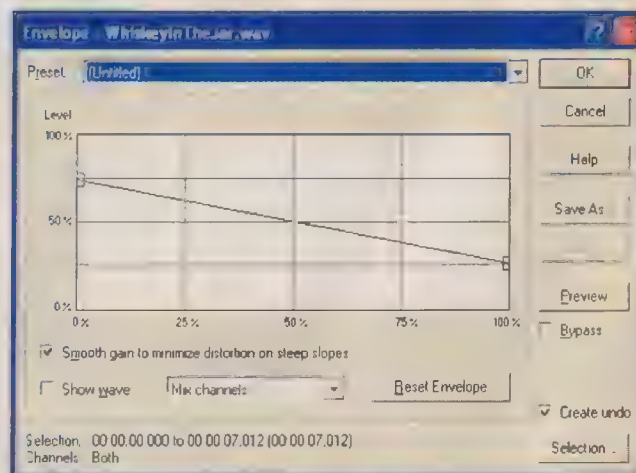 Envelope WhiskeyInTheJar.wav
Preset: (Untitled)
OK
Level
Cancel
100 %
Help
50 %
Save As
0 %
0 % 25 % 50 % 75 % 100 %
Preview
Smooth gain to minimize distortion on steep slopes
Bypass
Show wave Mix channels Reset Envelope
Create undo
Selection: 00:00:00.000 to 00:00:07.012 (00:00:07.012)
Channels: Both
Selection...